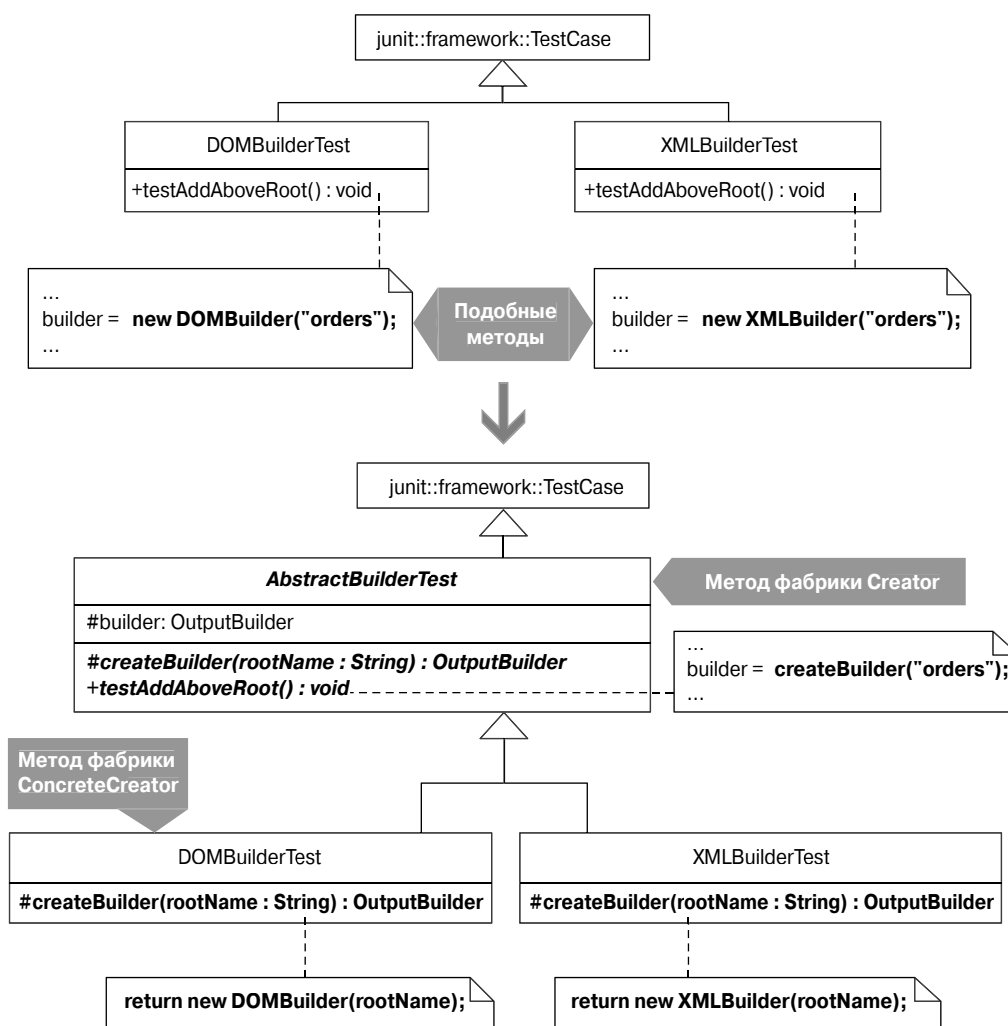 junit::framework::TestCase
DOMBuilderTest
+testAddAboveRoot() : void
XMLBuilderTest
+testAddAboveRoot() : void
...
builder = new DOMBuilder("orders");
...
Подобные
методы
...
builder = new XMLBuilder("orders");
...
junit::framework::TestCase
AbstractBuilderTest
#builder: OutputBuilder
#createBuilder(rootName : String) : OutputBuilder
+testAddAboveRoot() : void
Метод фабрики Creator
...
builder = createBuilder("orders");
...
Метод фабрики
ConcreteCreator
DOMBuilderTest
#createBuilder(rootName : String) : OutputBuilder
XMLBuilderTest
#createBuilder(rootName : String) : OutputBuilder
return new DOMBuilder(rootName);
return new XMLBuilder(rootName);